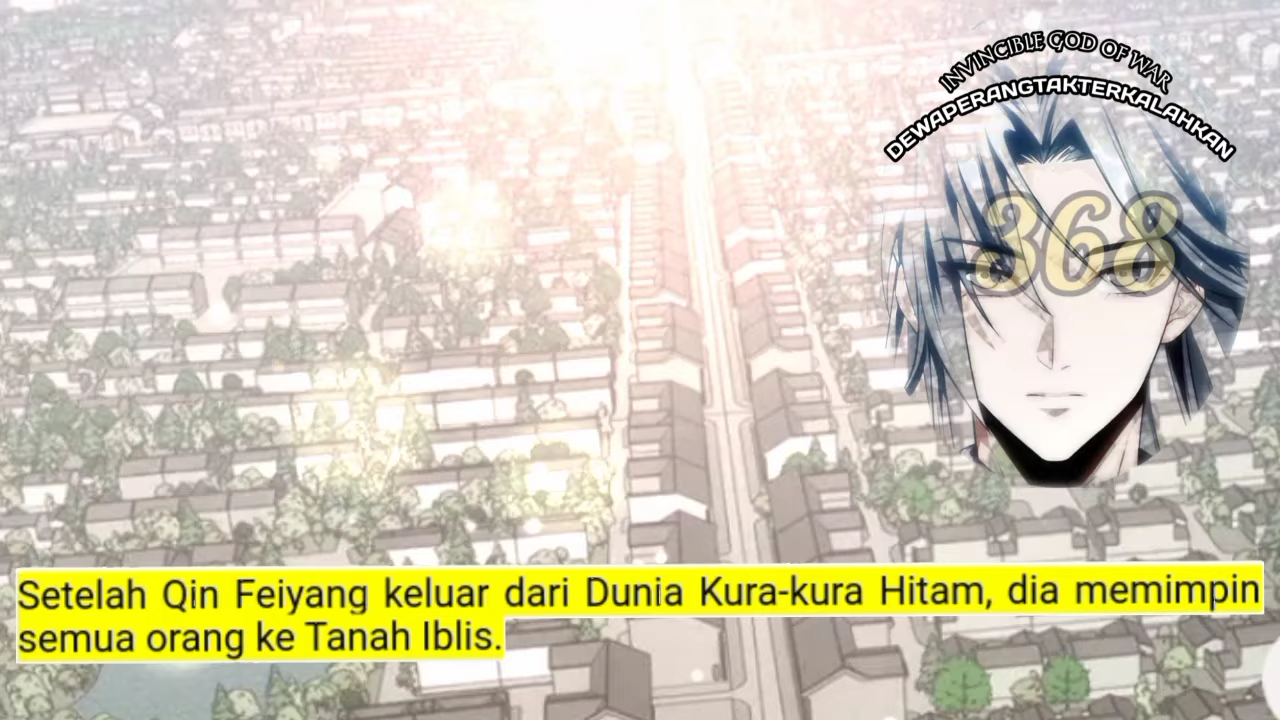 INVINCIBLE GOD OF WAR
DEWAPERANGTAKTERKALAHKAN
368
Setelah Qin Feiyang keluar dari Dunia Kura-kura Hitam, dia memimpin
semua orang ke Tanah Iblis.